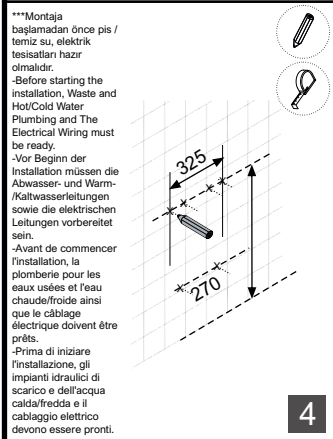 ***Montaja
başlamadan önce pis /
temiz su, elektrik
tesisatları hazır
olmalıdır.
-Before starting the
installation, Waste and
Hot/Cold Water
Plumbing and The
Electrical Wiring must
be ready.
-Vor Beginn der
Installation müssen die
Abwasser- und Warm-
/Kaltwasserleitungen
sowie die elektrischen
Leitungen vorbereitet
sein.
-Avant de commencer
l'installation, la
plomberie pour les
eaux usées et l'eau
chaude/froide ainsi
que le câblage
électrique doivent être
prêts.
-Prima di iniziare
l'installazione, gli
impianti idraulici di
scarico e dell'acqua
calda/fredda e il
cablaggio elettrico
devono essere pronti.
325
270
4